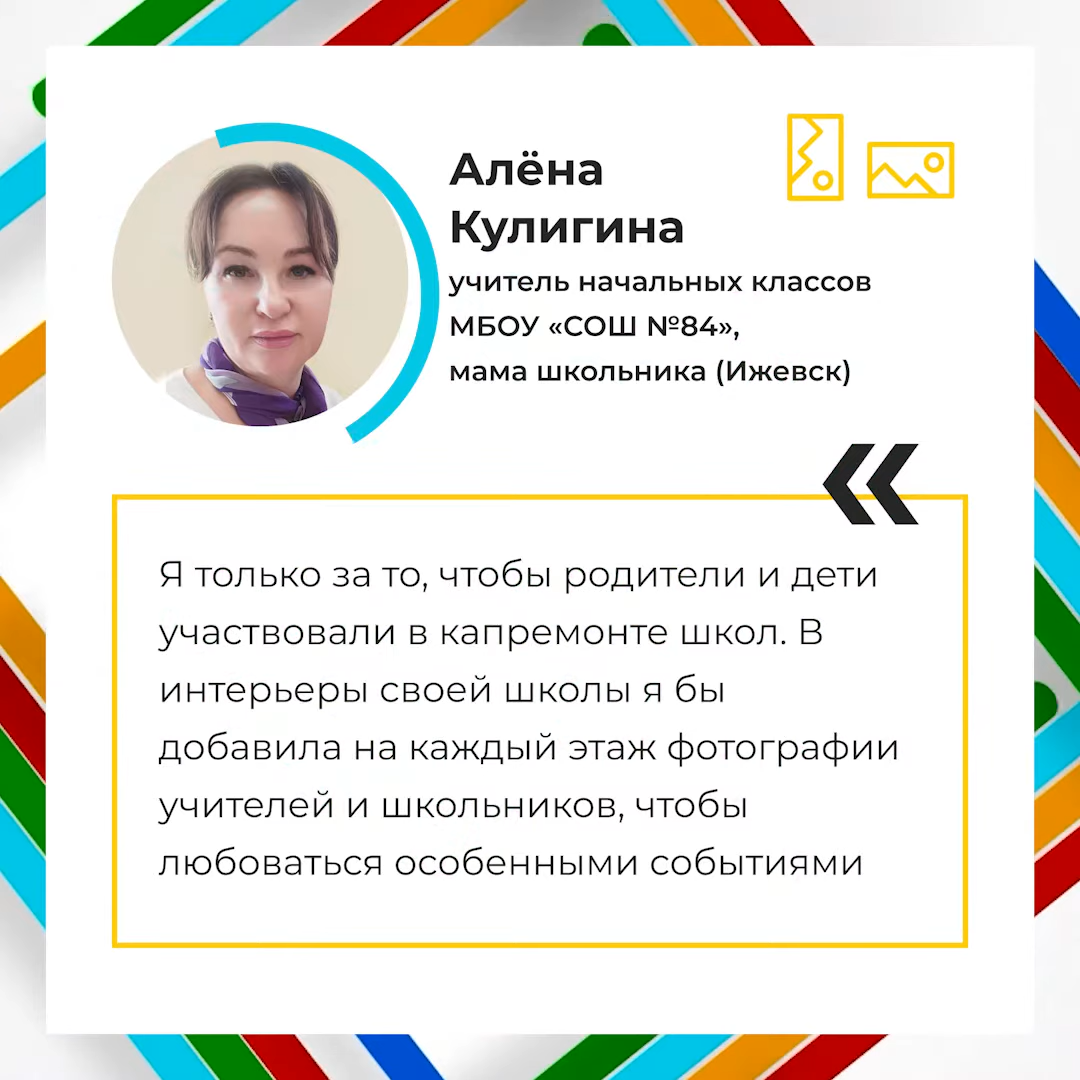 Алёна
Кулигина
учитель начальных классов
МБОУ «СОШ №84»,
мама школьника (Ижевск)
«
Я только за то, чтобы родители и дети
участвовали в капремонте школ. В
интерьеры своей школы я бы
добавила на каждый этаж фотографии
учителей и школьников, чтобы
любоваться особенными событиями